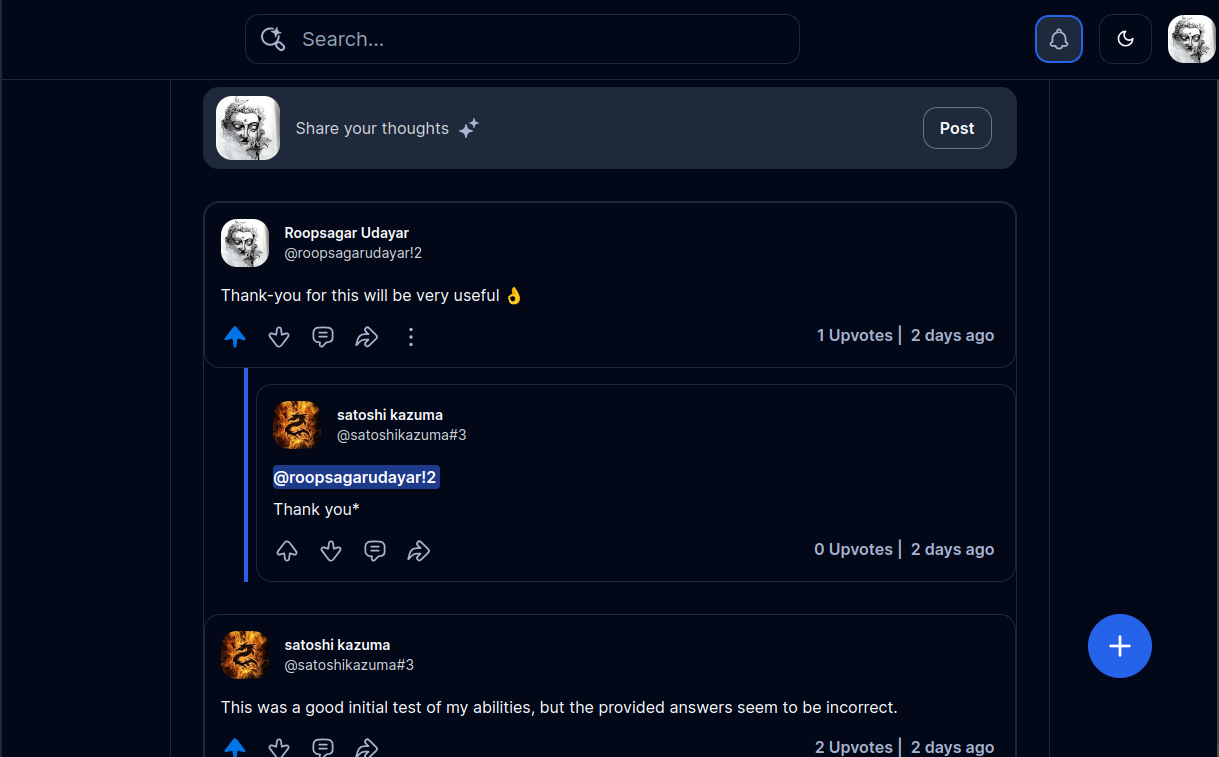 Search...
Share your thoughts
Post
Roopsagar Udayar
@roopsagarudayar!2
Thank-you for this will be very useful 👌
1 Upvotes | 2 days ago
satoshi kazuma
@satoshikazuma#3
@roopsagarudayar!2
Thank you*
0 Upvotes | 2 days ago
satoshi kazuma
@satoshikazuma#3
This was a good initial test of my abilities, but the provided answers seem to be incorrect.
2 Upvotes | 2 days ago